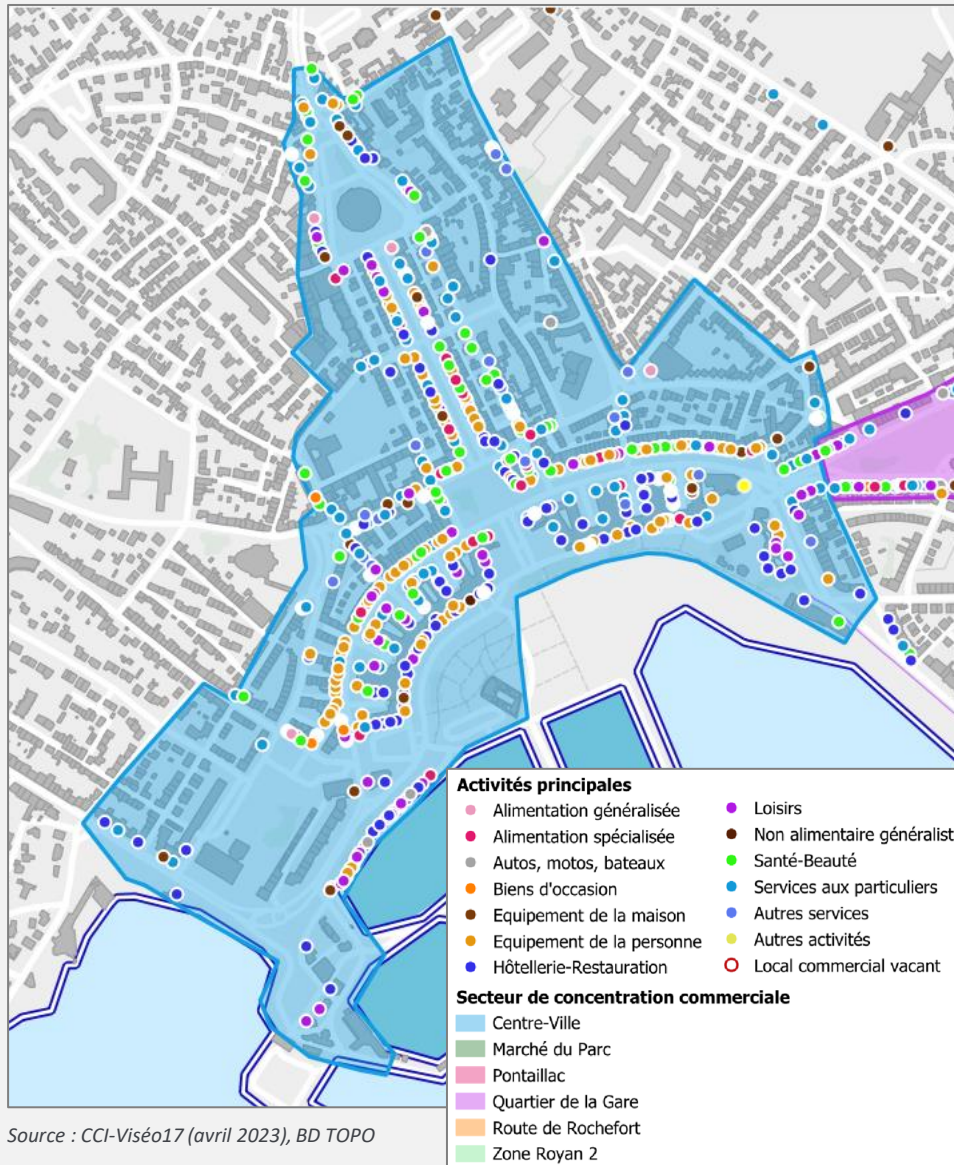 Activités principales
Alimentation généralisée
Alimentation spécialisée
Autos, motos, bateaux
Biens d'occasion
Equipement de la maison
Equipement de la personne
Hôtellerie-Restauration
Loisirs
Non alimentaire généralist
Santé-Beauté
Services aux particuliers
Autres services
Autres activités
Local commercial vacant
Secteur de concentration commerciale
Centre-Ville
Marché du Parc
Pontaillac
Quartier de la Gare
Route de Rochefort
Zone Royan 2
Source : CCI-Viséo17 (avril 2023), BD TOPO